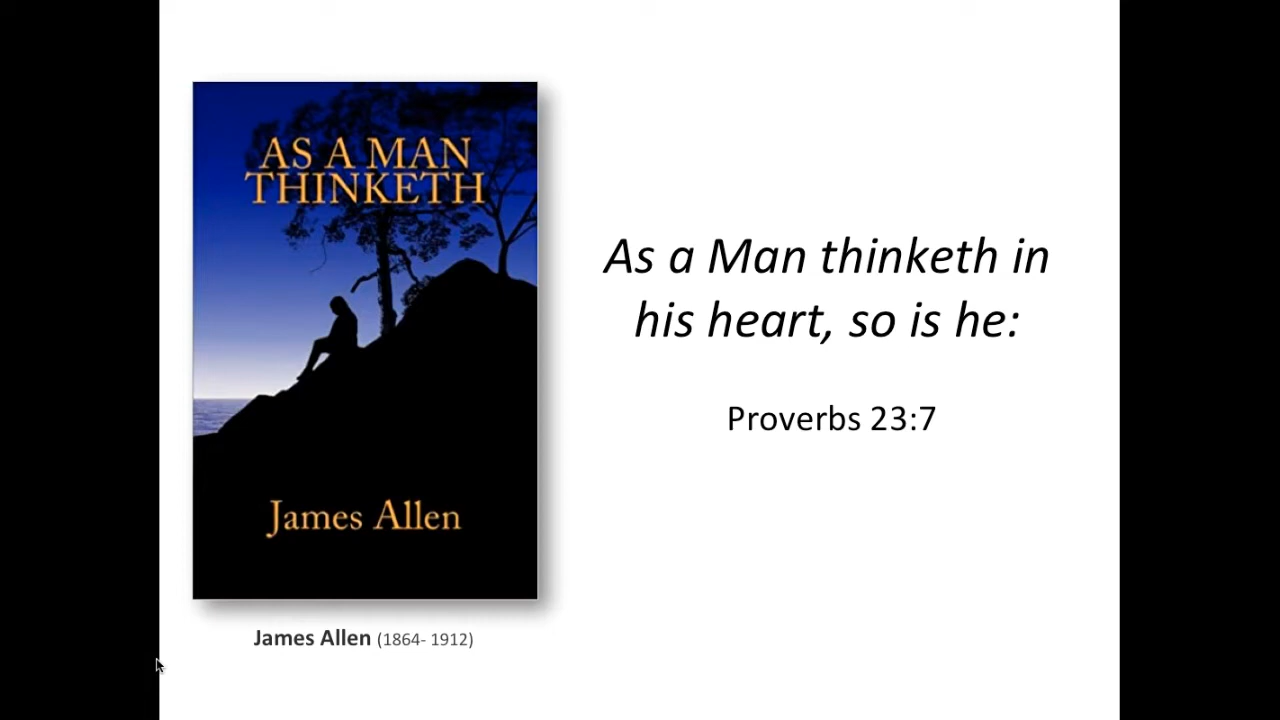 AS A MAN
THINKETH
James Allen
James Allen (1864- 1912)
As a Man thinketh in
his heart, so is he:
Proverbs 23:7